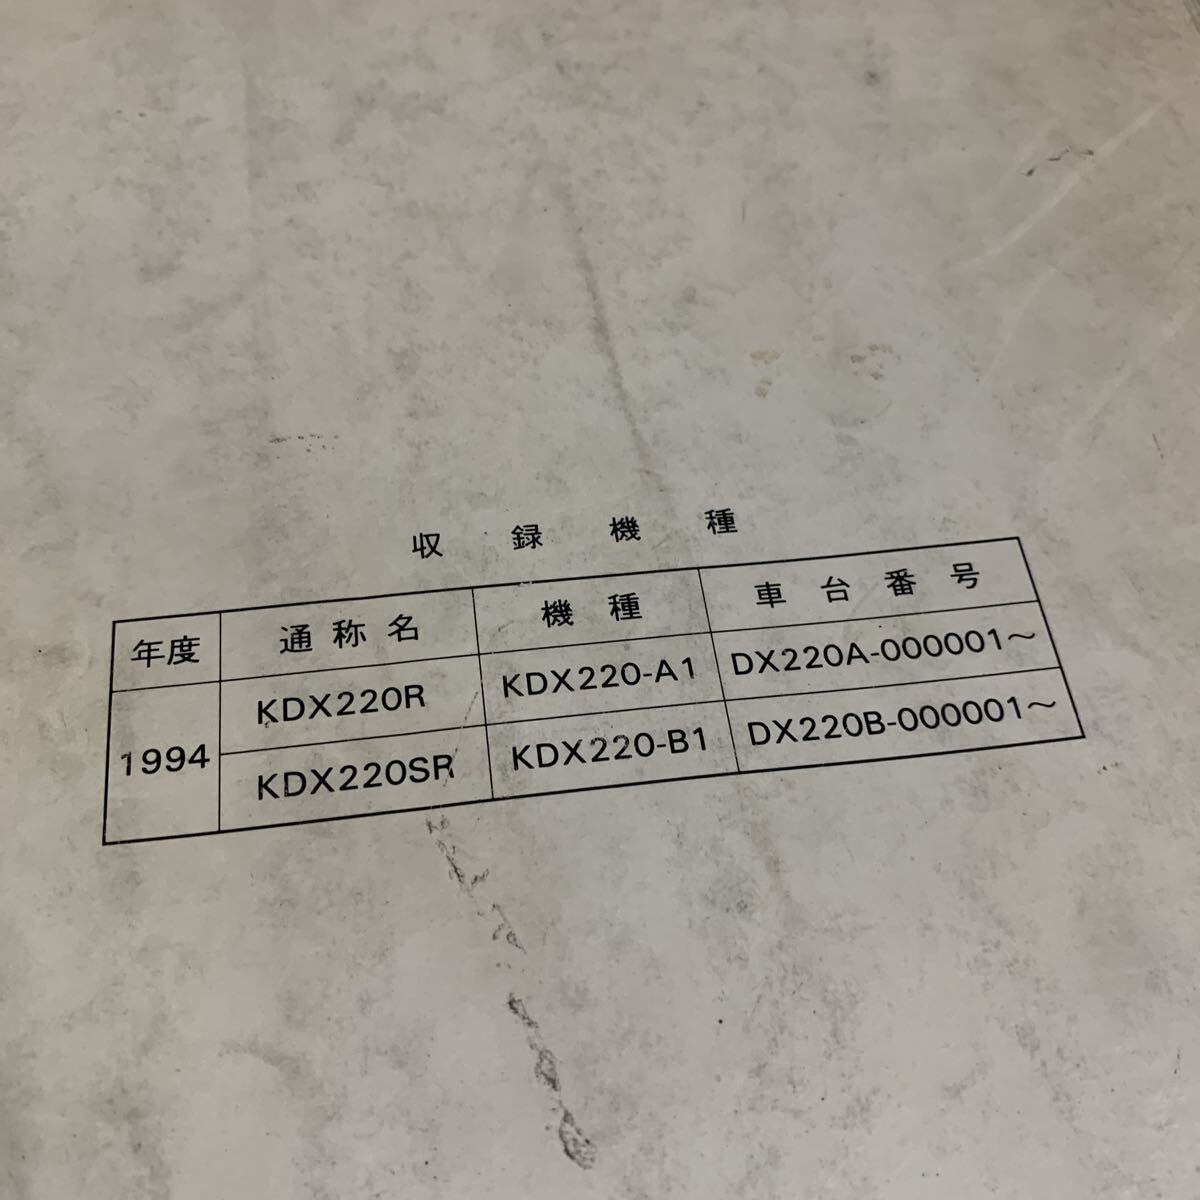 収録機種
年度 通称名 機種 車台番号
1994 KDX220R KDX220-A1 DX220A-000001～
KDX220SR KDX220-B1 DX220B-000001～